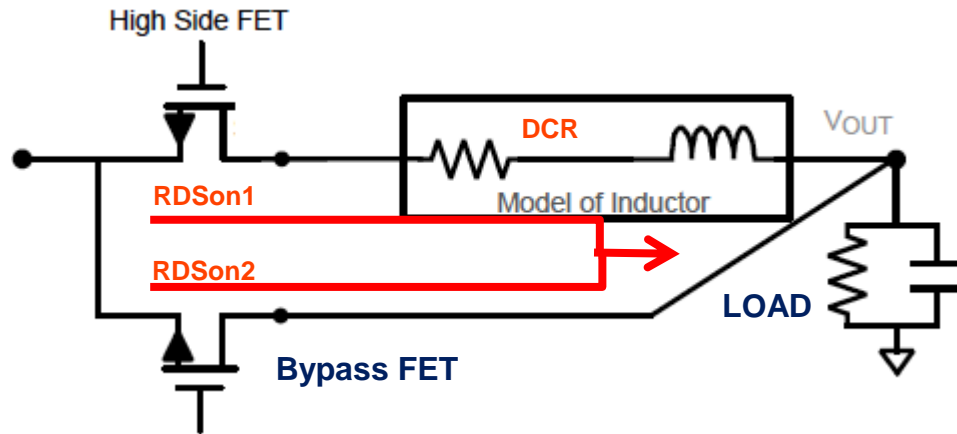 High Side FET
DCR
VOUT
RDSon1
Model of Inductor
RDSon2
LOAD
Bypass FET